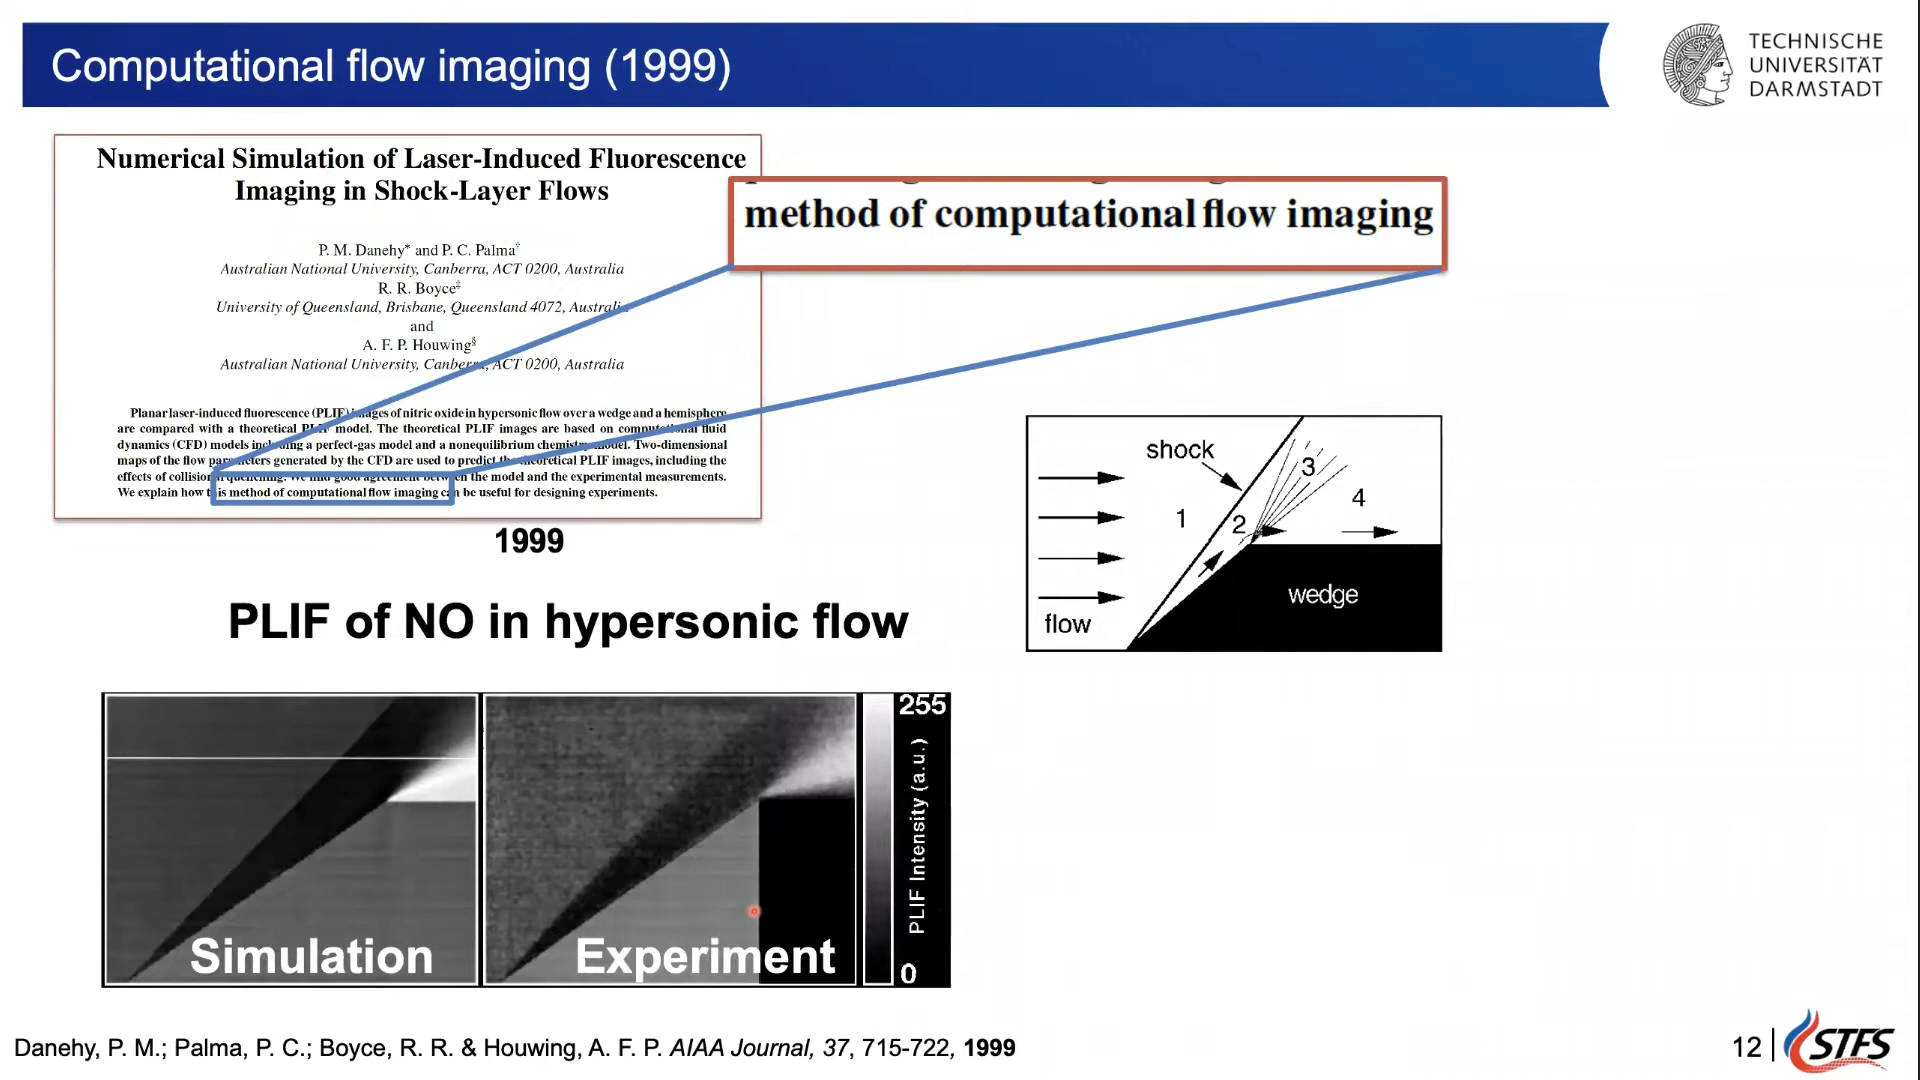 Computational flow imaging (1999)
TECHNISCHE
UNIVERSITÄT
DARMSTADT
Numerical Simulation of Laser-Induced Fluorescence
Imaging in Shock-Layer Flows
P. M. Danehy* and P. C. Palma†
Australian National University, Canberra, ACT 0200, Australia
R. R. Boyce‡
University of Queensland, Brisbane, Queensland 4072, Australia
and
A. F. P. Houwing§
Australian National University, Canberra, ACT 0200, Australia
Planar laser-induced fluorescence (PLIF) images of nitric oxide in hypersonic flow over a wedge and a hemisphere
are compared with a theoretical PLIF model. The theoretical PLIF images are based on computational fluid
dynamics (CFD) models including a perfect-gas model and a nonequilibrium chemistry model. Two-dimensional
maps of the flow parameters generated by the CFD are used to predict the theoretical PLIF images, including the
effects of collisional quenching. We find good agreement between the model and the experimental measurements.
We explain how this method of computational flow imaging can be useful for designing experiments.
method of computational flow imaging
1999
PLIF of NO in hypersonic flow
shock
1
2
3
4
flow
wedge
Simulation
Experiment
255
PLIF Intensity (a.u.)
0
Danehy, P. M.; Palma, P. C.; Boyce, R. R. & Houwing, A. F. P. AIAA Journal, 37, 715-722, 1999
12
STFS